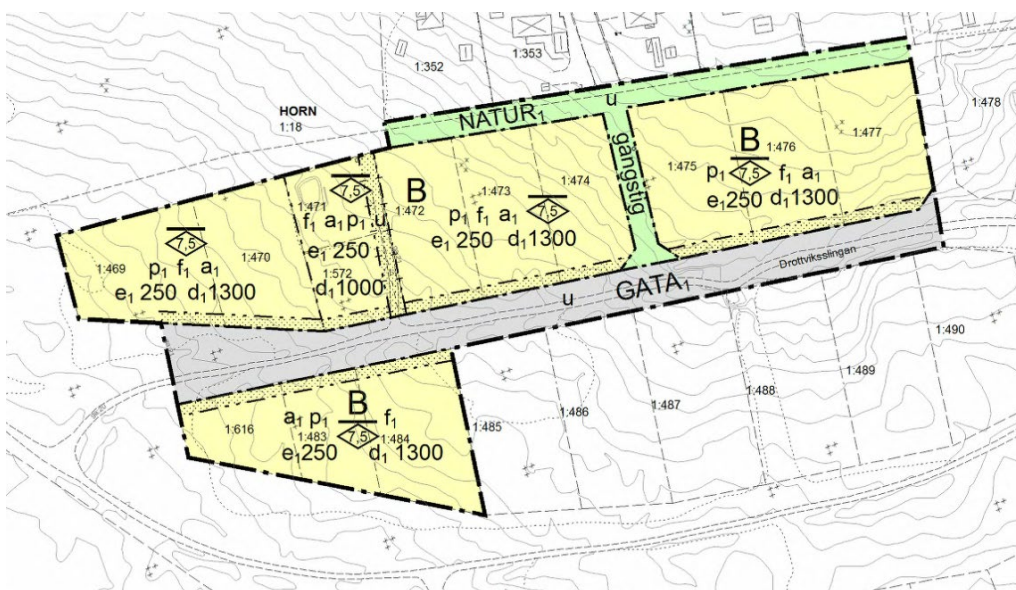 1:353
1:352
1:478
HORN
1:18
u
NATUR1
gångstig
1:477
B
1:476
p1 7,5 f1 a1
1:475
e1 250 d1 1300
1:474
1:473
B
1:472
p1 f1 a1 7,5
e1 250 d1 1300
7,5
1:471
f1 a1 p1 u
e1 250
1:572
d1 1000
7,5
1:469
1:470
p1 f1 a1
e1 250 d1 1300
Drottviksslingan
u GATA1
1:490
1:489
1:488
1:487
1:486
1:485
a1 p1 B f1
1:616
7,5
1:483
1:484
e1 250 d1 1300